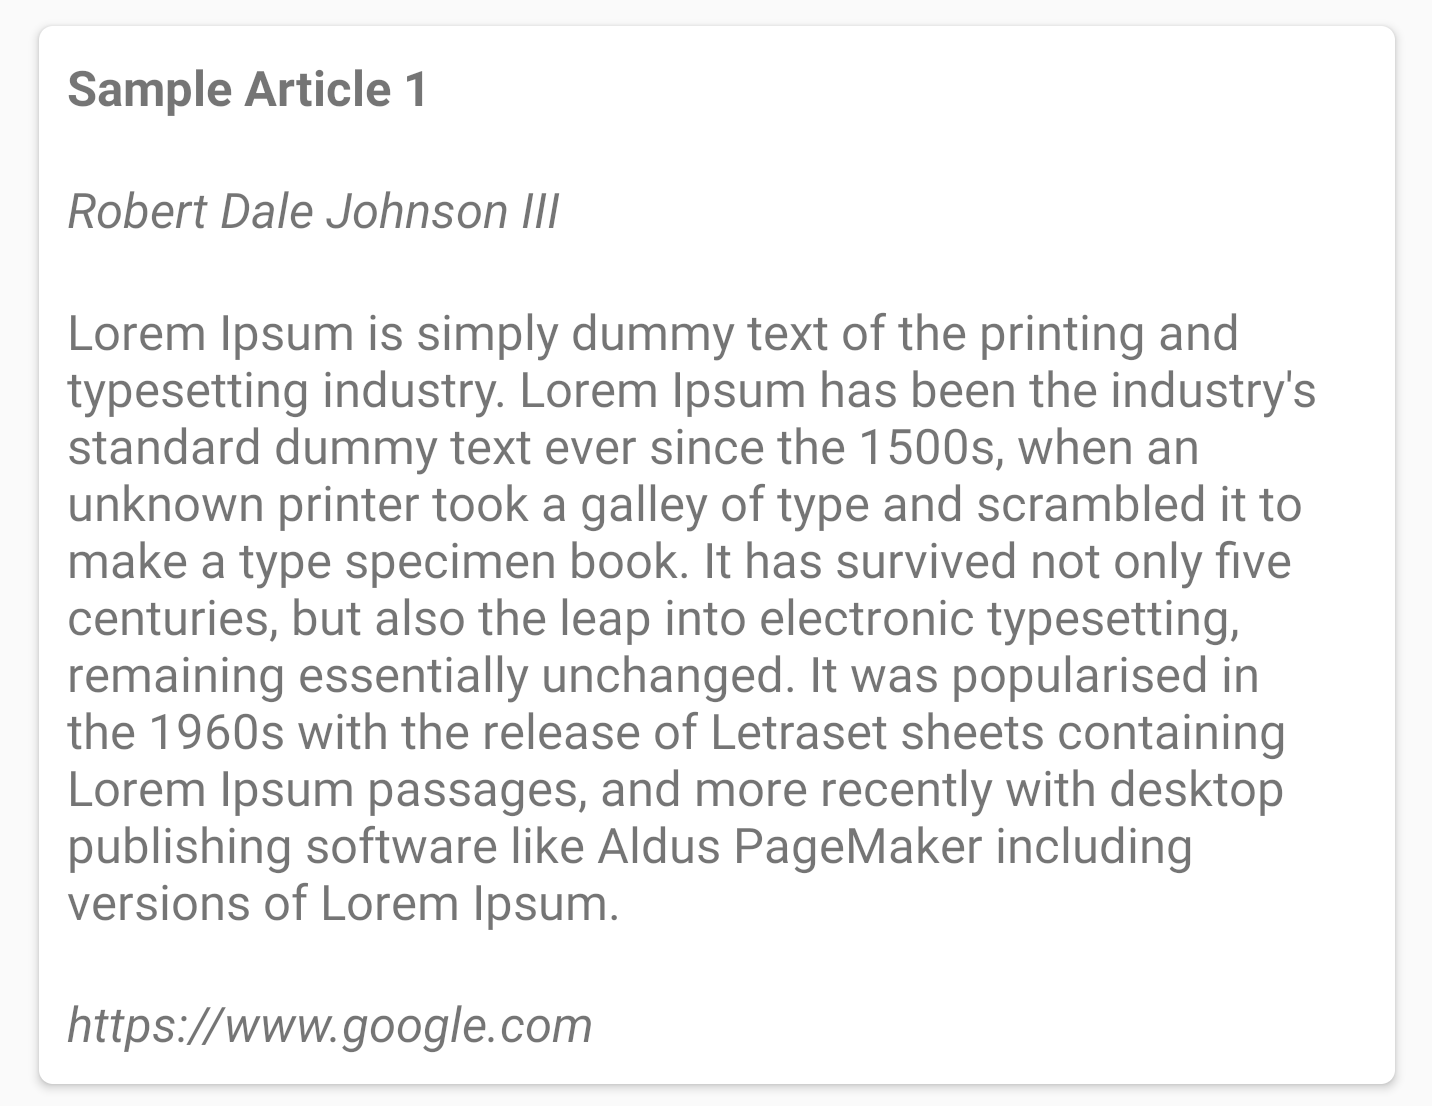 Sample Article 1
Robert Dale Johnson III
Lorem Ipsum is simply dummy text of the printing and
typesetting industry. Lorem Ipsum has been the industry's
standard dummy text ever since the 1500s, when an
unknown printer took a galley of type and scrambled it to
make a type specimen book. It has survived not only five
centuries, but also the leap into electronic typesetting,
remaining essentially unchanged. It was popularised in
the 1960s with the release of Letraset sheets containing
Lorem Ipsum passages, and more recently with desktop
publishing software like Aldus PageMaker including
versions of Lorem Ipsum.
https://www.google.com